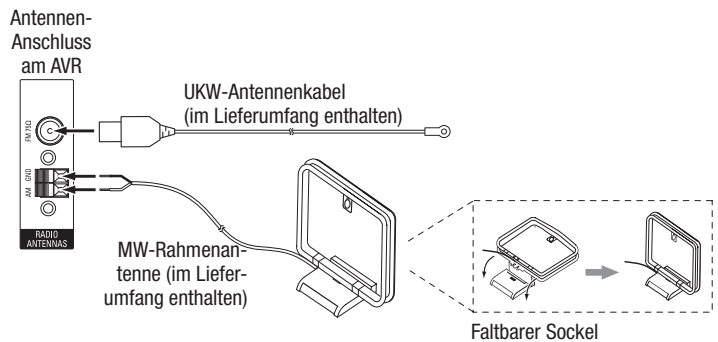 Antennen-
Anschluss
am AVR
UKW-Antennenkabel
(im Lieferumfang enthalten)
FM 75Ω
GND
AM
RADIO
ANTENNAS
MW-Rahmenan-
tenne (im Liefer-
umfang enthalten)
Faltbarer Sockel